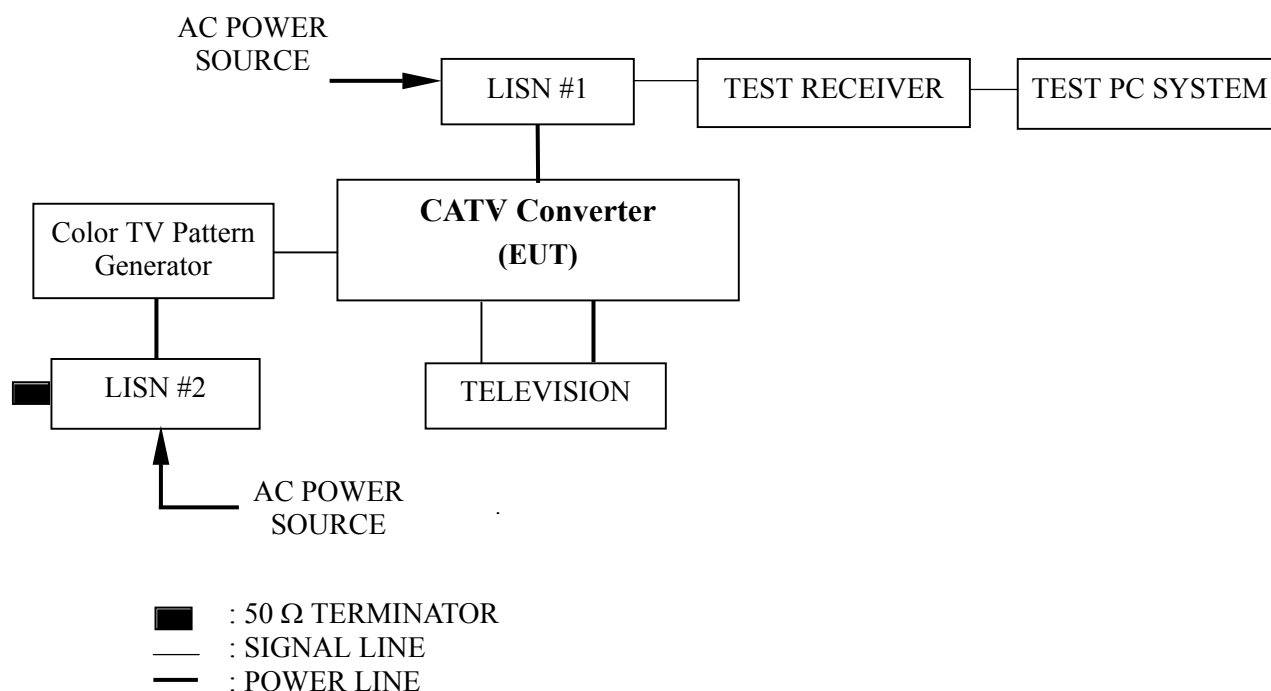 AC POWER
SOURCE
LISN #1
TEST RECEIVER
TEST PC SYSTEM
CATV Converter
(EUT)
Color TV Pattern
Generator
LISN #2
TELEVISION
AC POWER
SOURCE
: 50 Ω TERMINATOR
: SIGNAL LINE
: POWER LINE